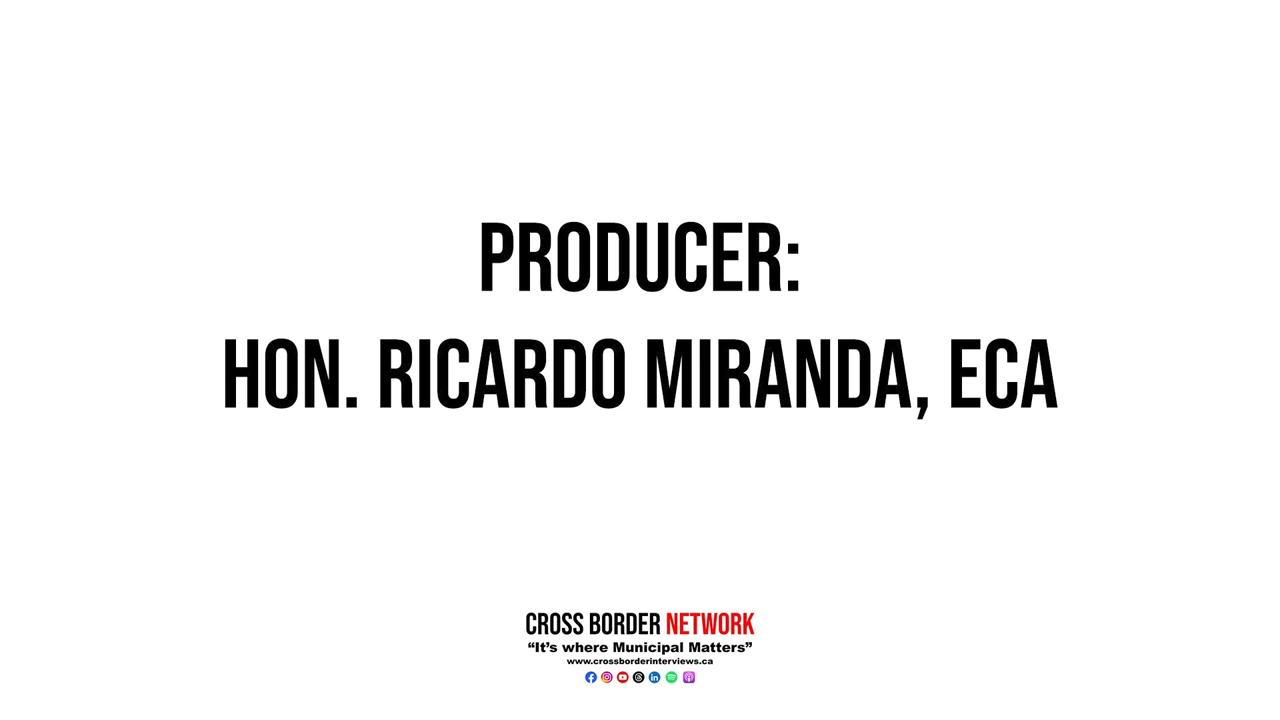 PRODUCER:
HON. RICARDO MIRANDA, ECA
CROSS BORDER NETWORK
“It’s where Municipal Matters”
www.crossborderinterviews.ca